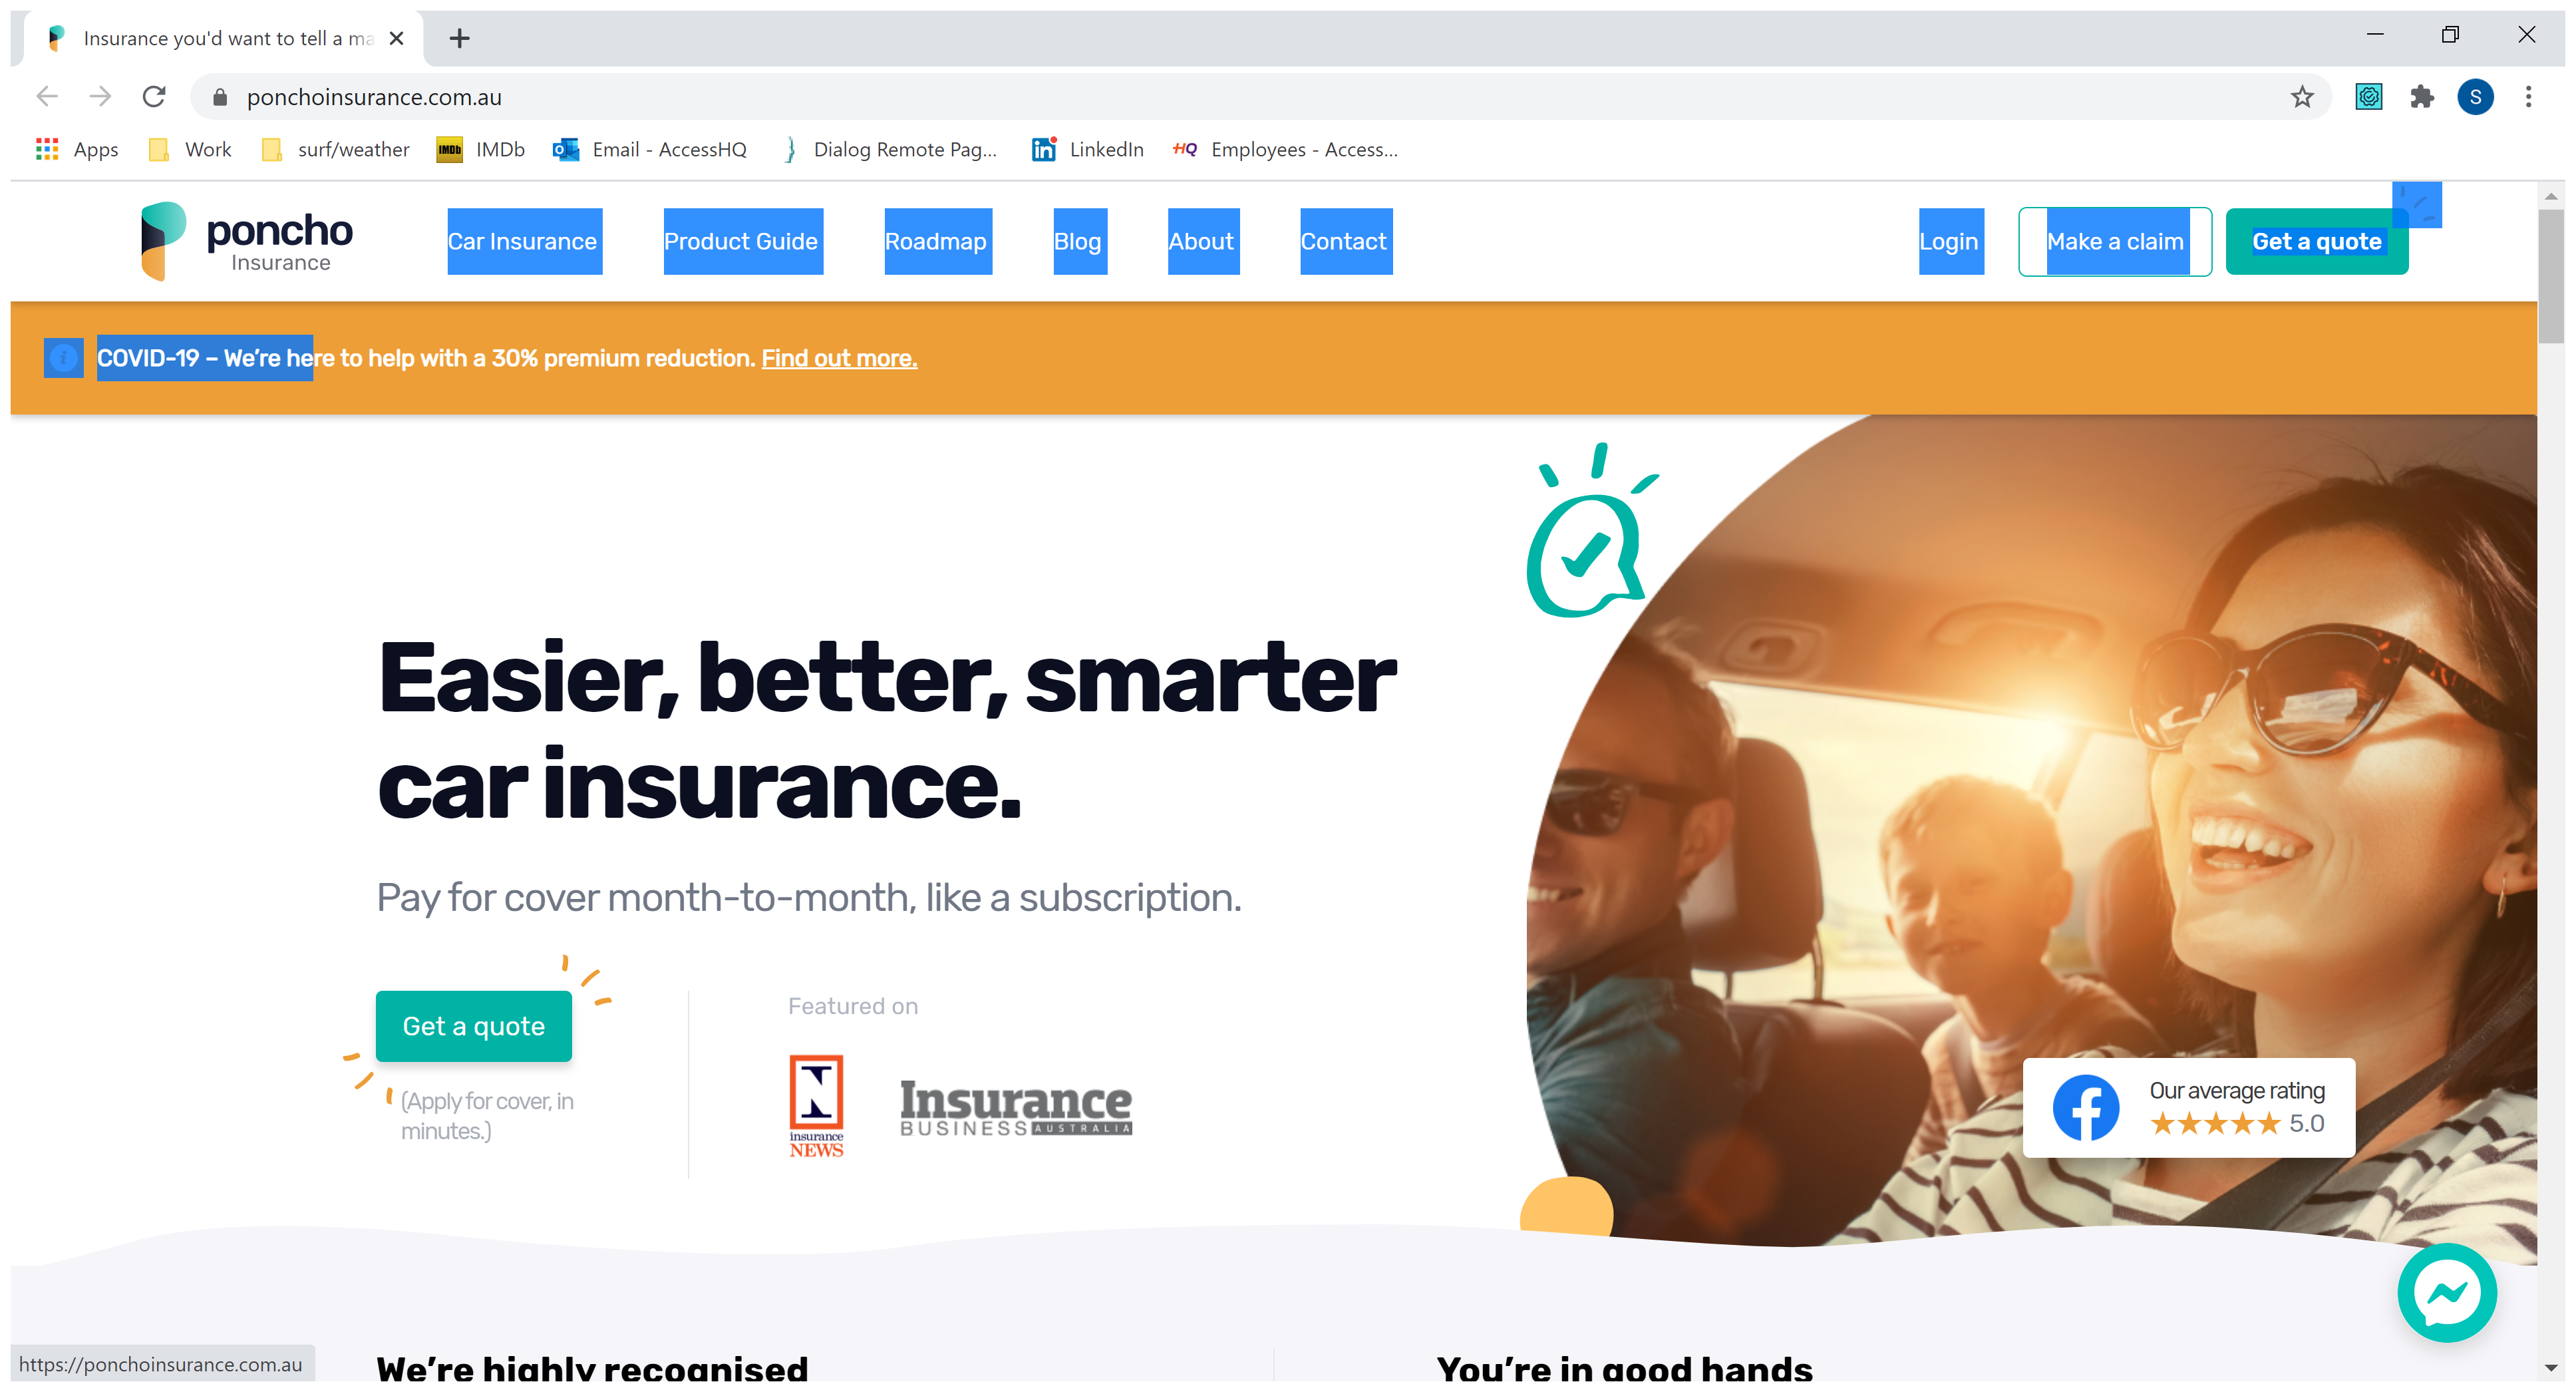 Insurance you'd want to tell a ma
ponchoinsurance.com.au
S
Apps Work surf/weather IMDb IMDb Email - AccessHQ Dialog Remote Pag... in LinkedIn HQ Employees - Access...
poncho
Insurance
Car Insurance Product Guide Roadmap Blog About Contact Login Make a claim Get a quote
COVID-19 – We’re here to help with a 30% premium reduction. Find out more.
Easier, better, smarter
car insurance.
Pay for cover month-to-month, like a subscription.
Get a quote
(Apply for cover, in
minutes.)
Featured on
insurance
NEWS
Insurance
BUSINESS AUSTRALIA
Our average rating
5.0
https://ponchoinsurance.com.au
We’re highly recognised
You’re in good hands